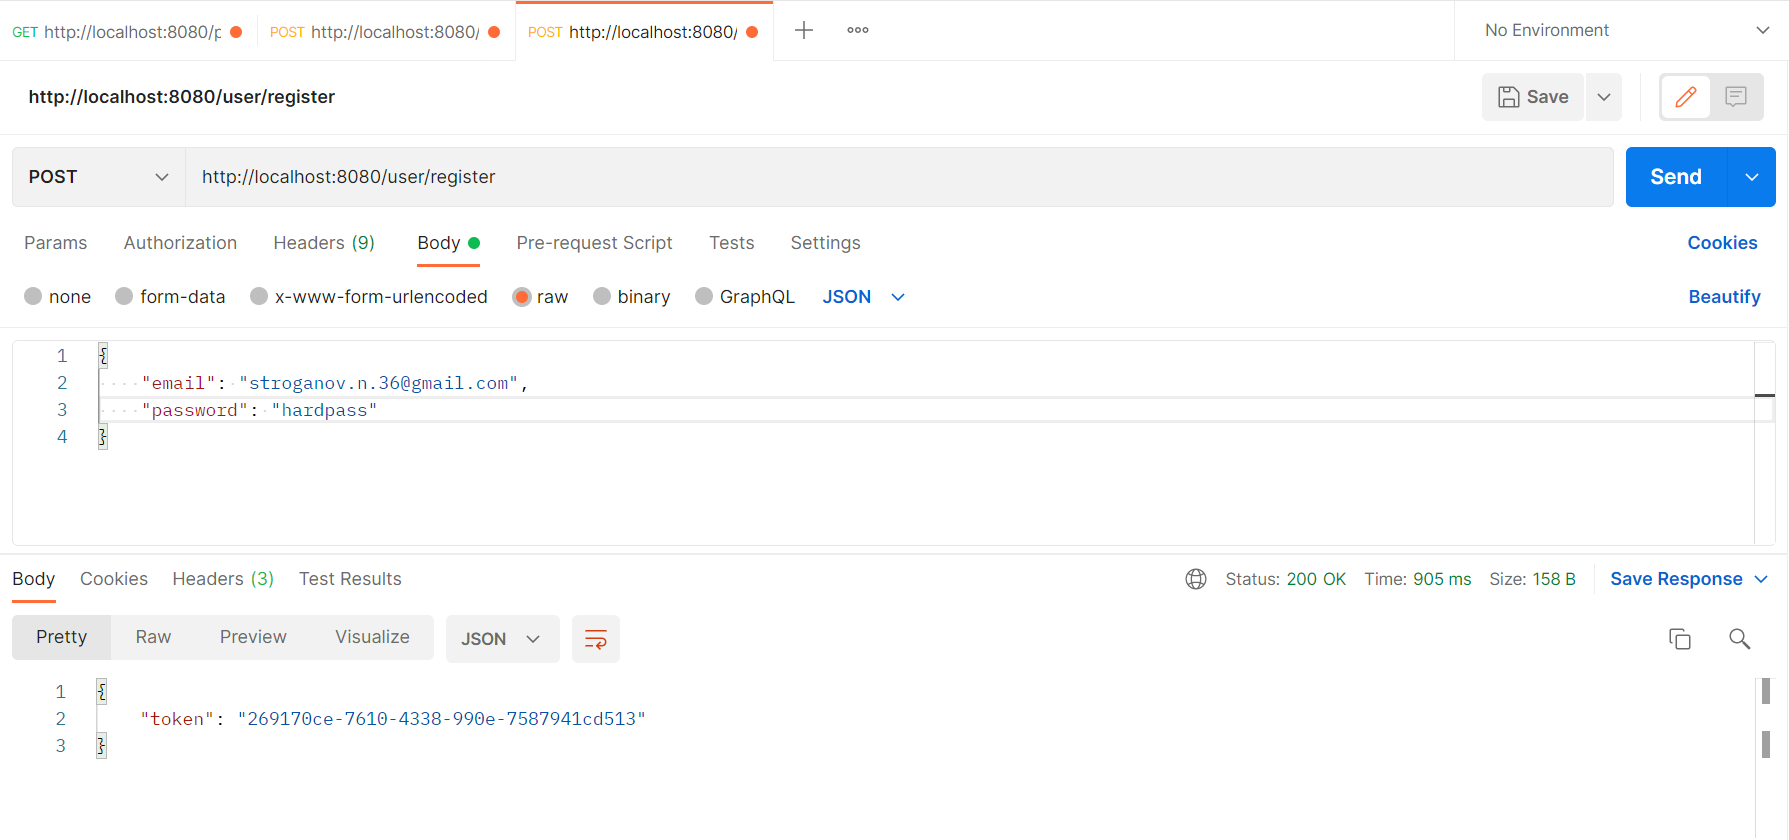 GET http://localhost:8080/p POST http://localhost:8080/ POST http://localhost:8080/ No Environment
http://localhost:8080/user/register Save
POST http://localhost:8080/user/register Send
Params Authorization Headers (9) Body Pre-request Script Tests Settings Cookies
none form-data x-www-form-urlencoded raw binary GraphQL JSON Beautify
1 {
2 "email": "stroganov.n.36@gmail.com",
3 "password": "hardpass"
4 }
Body Cookies Headers (3) Test Results Status: 200 OK Time: 905 ms Size: 158 B Save Response
Pretty Raw Preview Visualize JSON
1 {
2 "token": "269170ce-7610-4338-990e-7587941cd513"
3 }